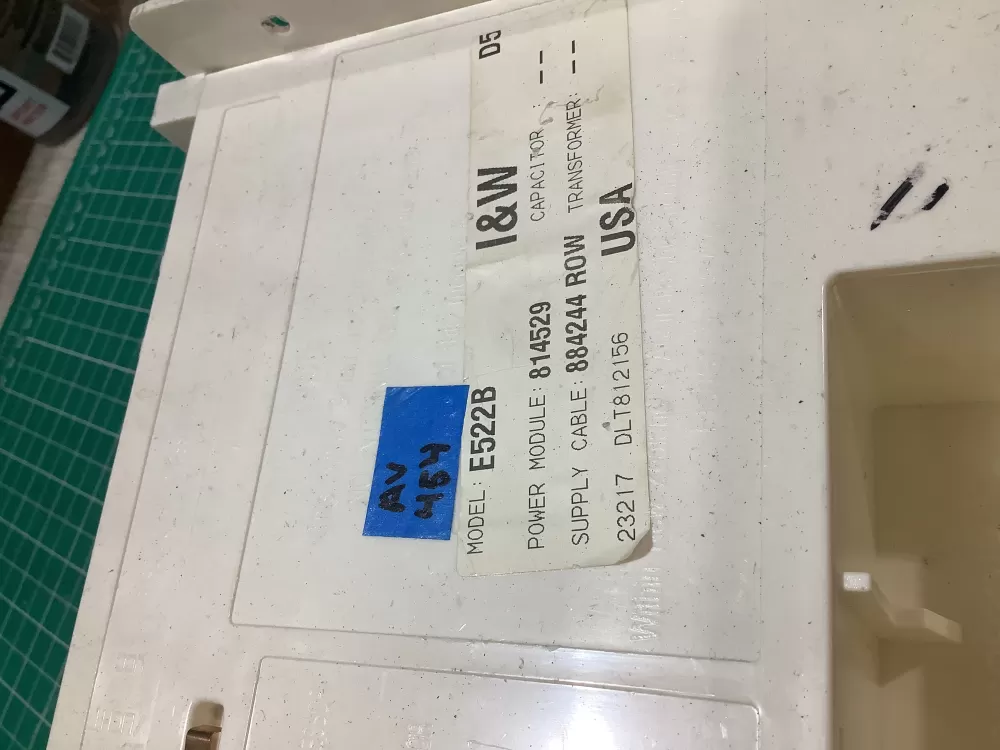 MODEL: E522B I&W D5
POWER MODULE: 814529 CAPACITOR: --
SUPPLY CABLE: 884244 ROW TRANSFORMER: --
23217 DLT812156 USA
AV
454